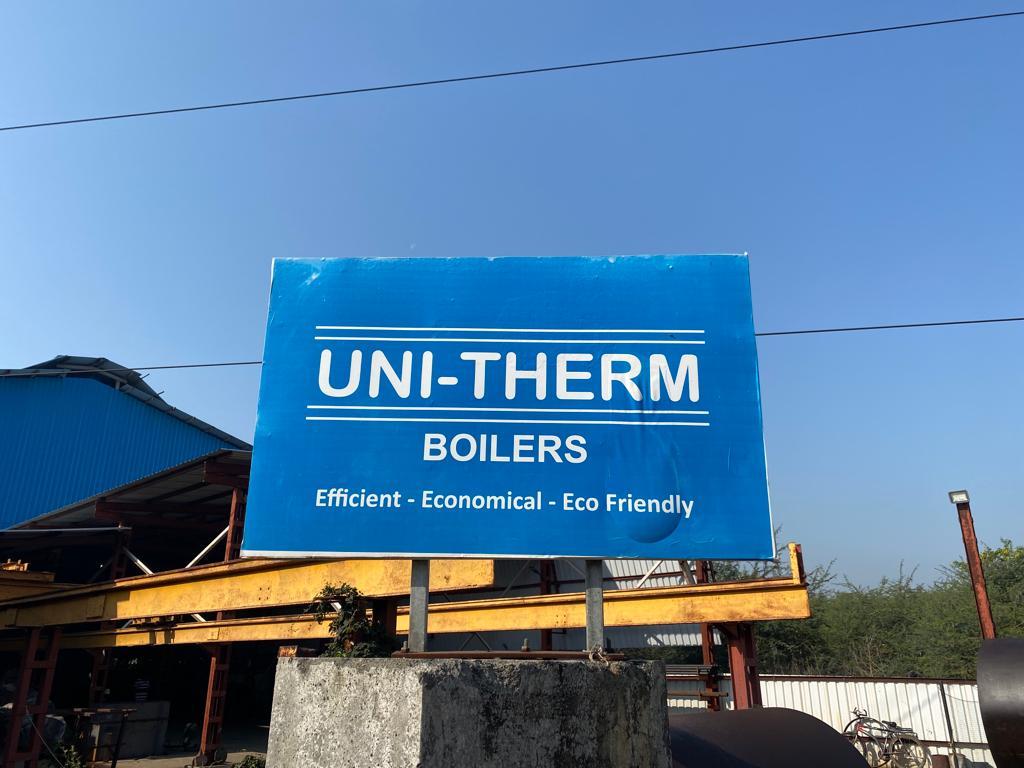 UNI-THERM
BOILERS
Efficient - Economical - Eco Friendly